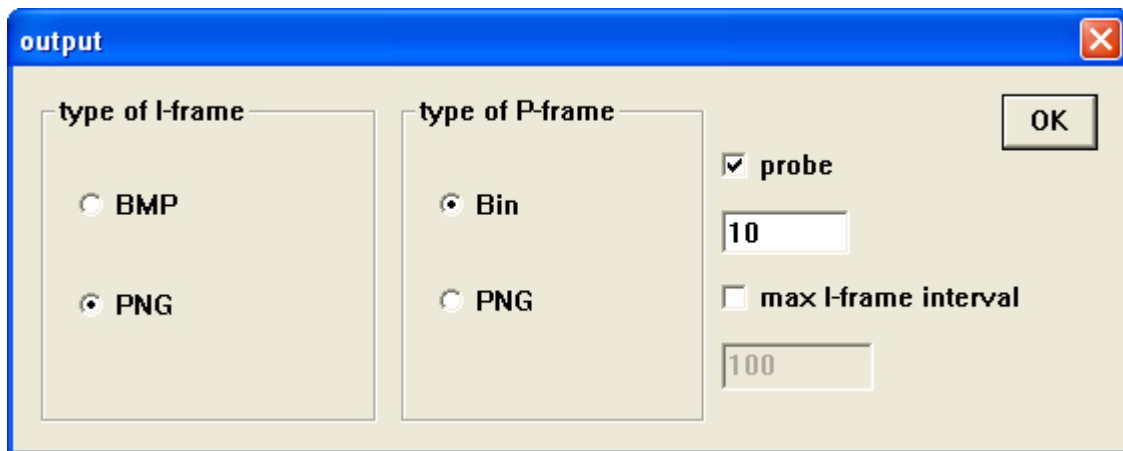 output
type of I-frame
BMP
PNG
type of P-frame
Bin
PNG
probe
10
max I-frame interval
100
OK